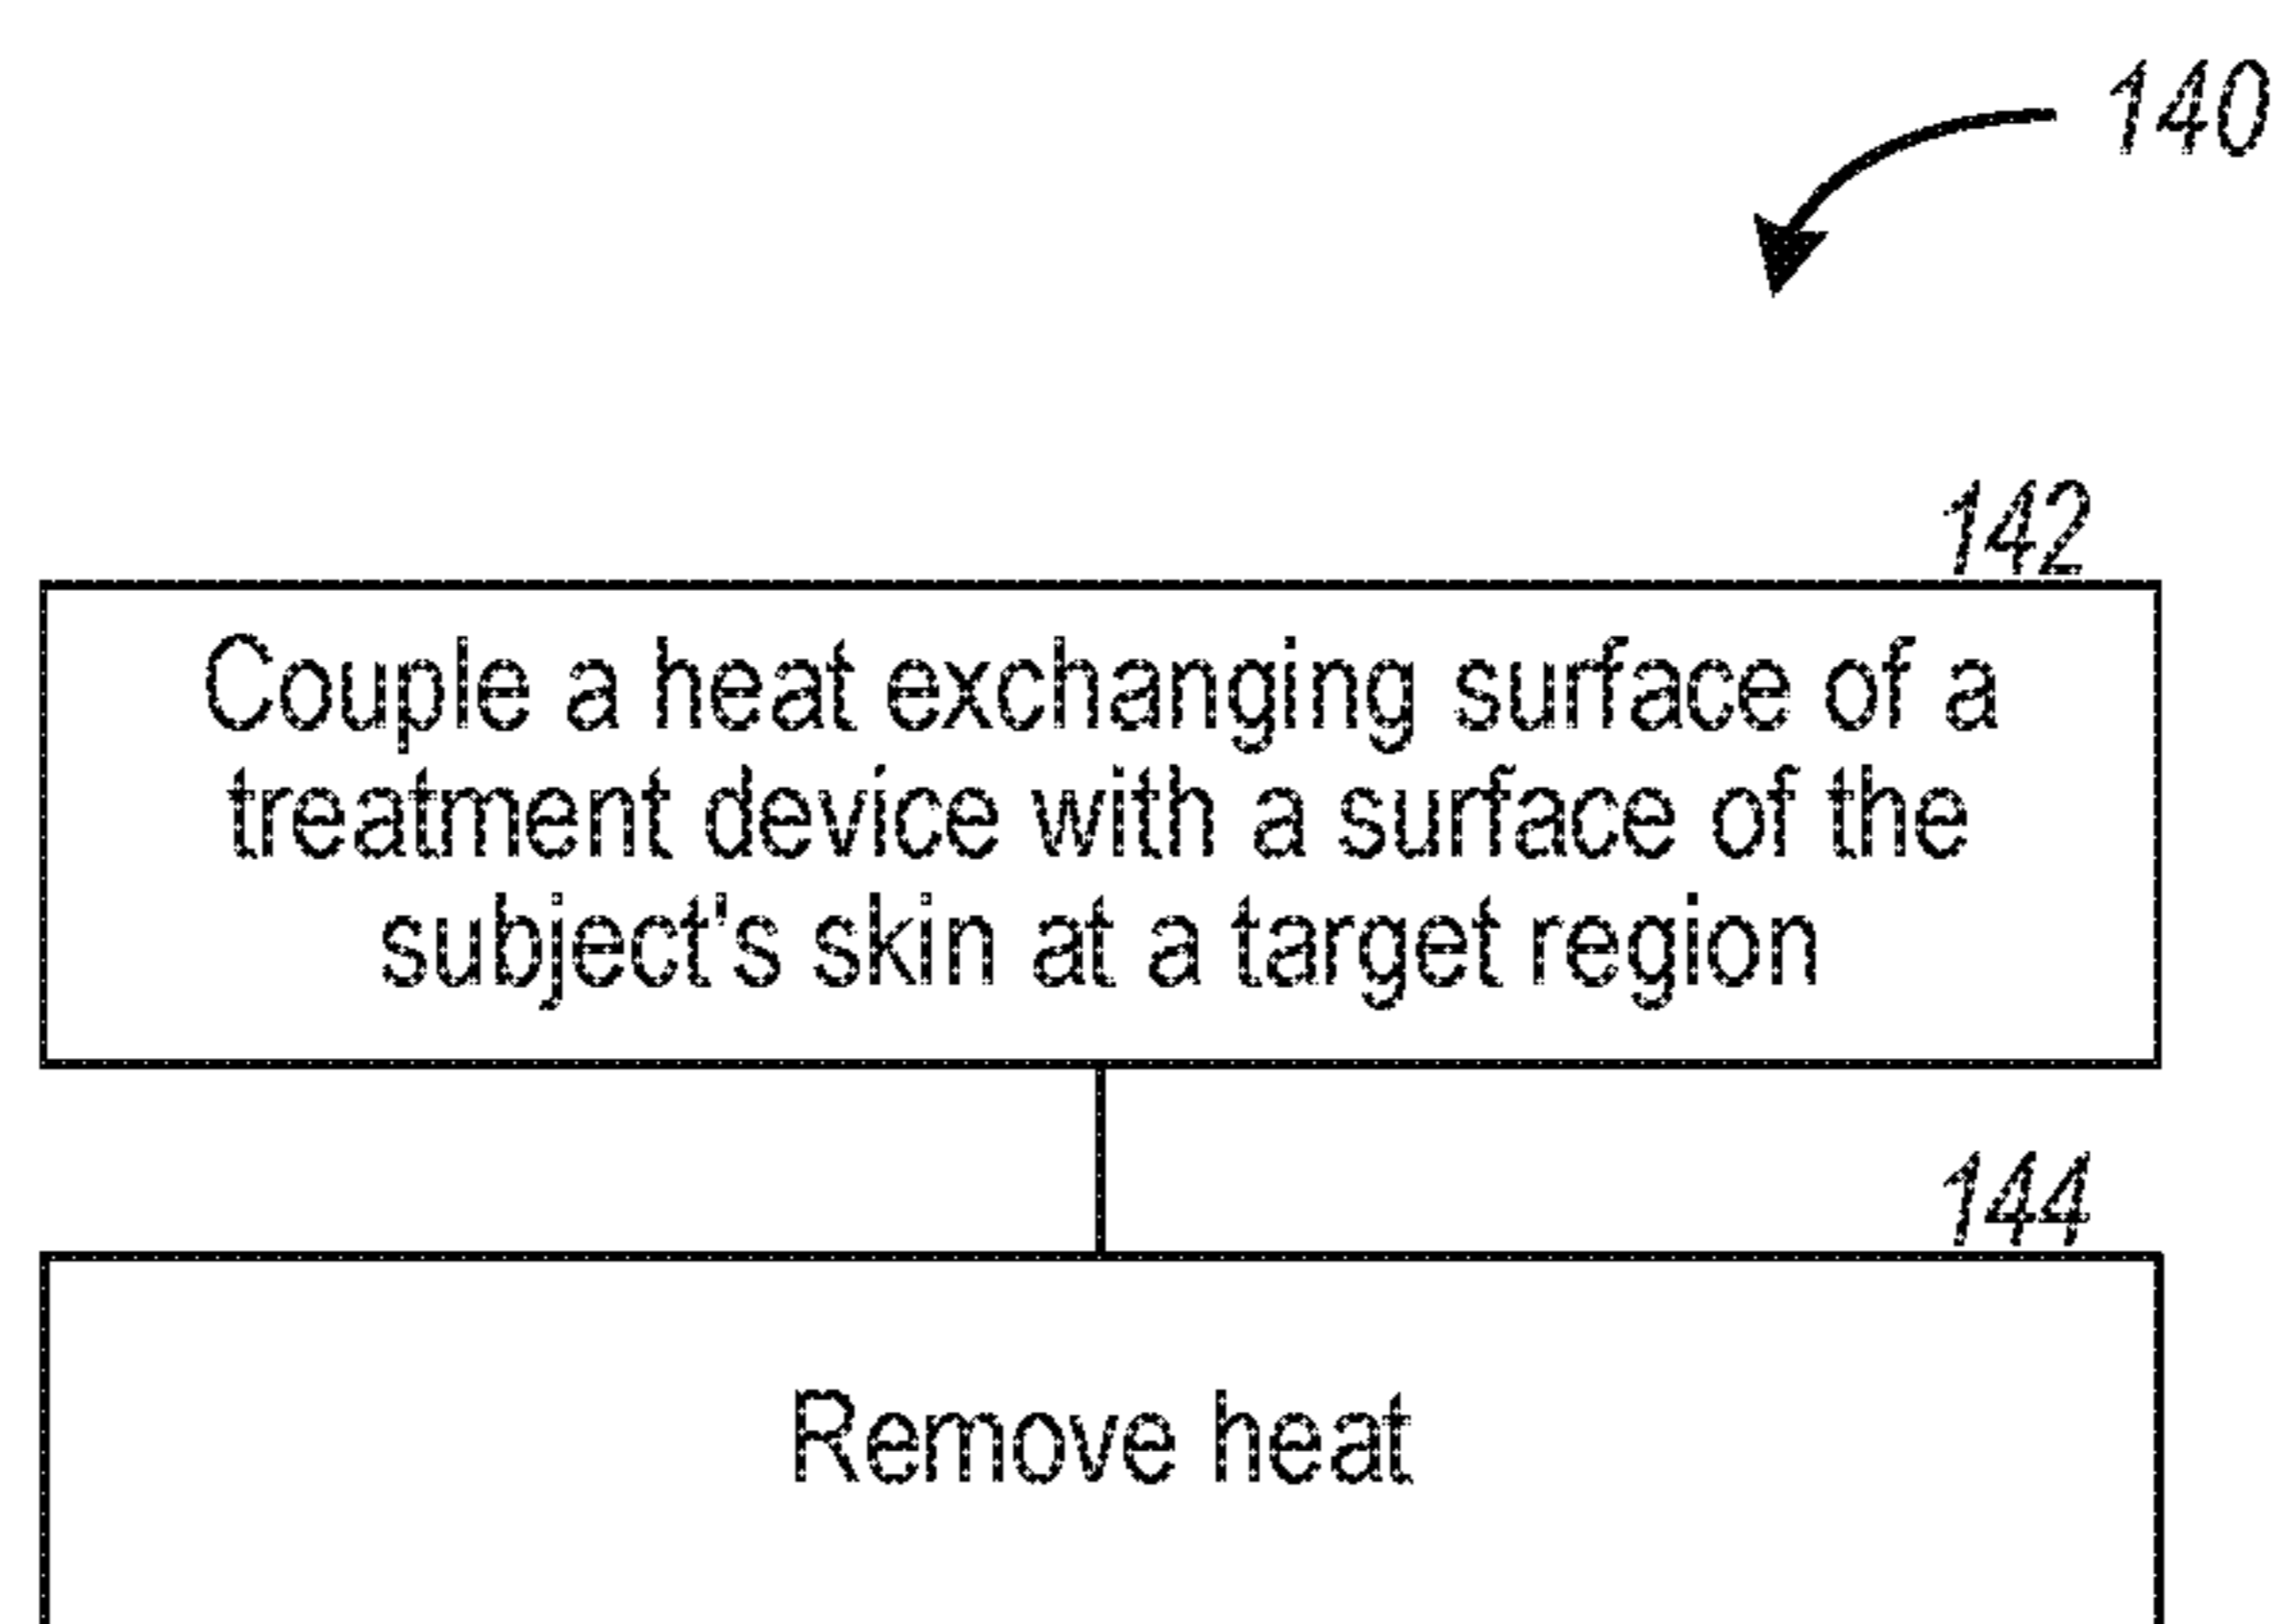 140
142
Couple a heat exchanging surface of a
treatment device with a surface of the
subject's skin at a target region
144
Remove heat